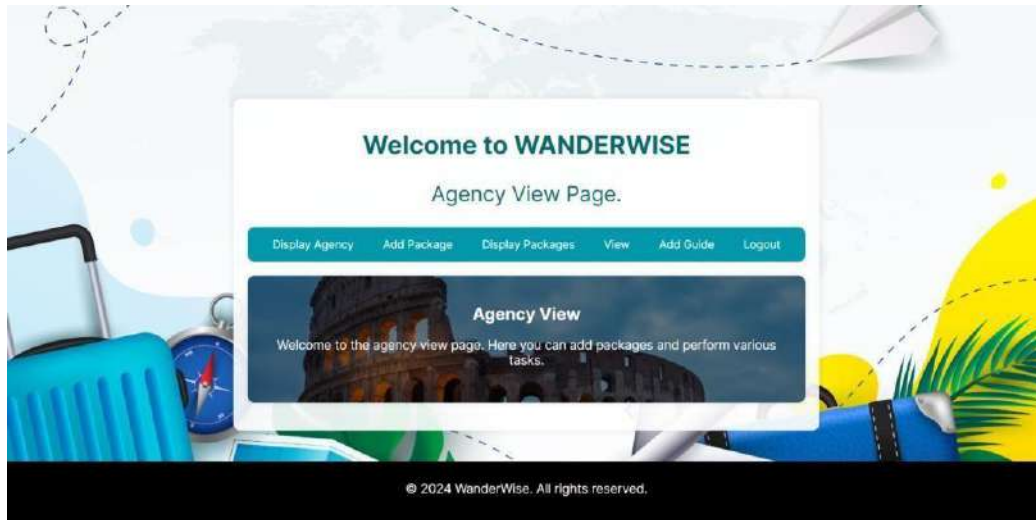 Welcome to WANDERWISE
Agency View Page.
Display Agency Add Package Display Packages View Add Guide Logout
Agency View
Welcome to the agency view page. Here you can add packages and perform various
tasks.
© 2024 WanderWise. All rights reserved.